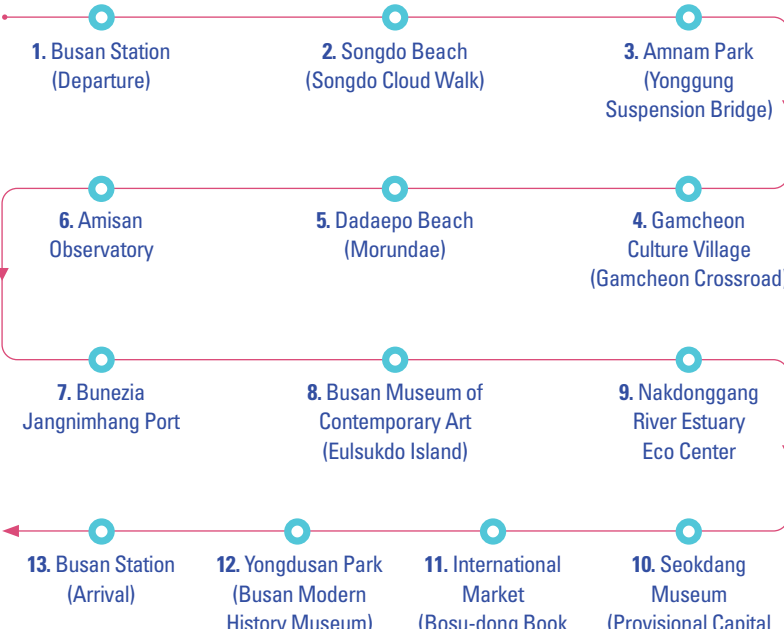 1. Busan Station
(Departure)
2. Songdo Beach
(Songdo Cloud Walk)
3. Amnam Park
(Yonggung
Suspension Bridge)
4. Gamcheon
Culture Village
(Gamcheon Crossroad)
5. Dadaepo Beach
(Morundae)
6. Amisan
Observatory
7. Bunezia
Jangnimhang Port
8. Busan Museum of
Contemporary Art
(Eulsukdo Island)
9. Nakdonggang
River Estuary
Eco Center
10. Seokdang
Museum
(Provisional Capital
11. International
Market
(Bosu-dong Book
12. Yongdusan Park
(Busan Modern
History Museum)
13. Busan Station
(Arrival)